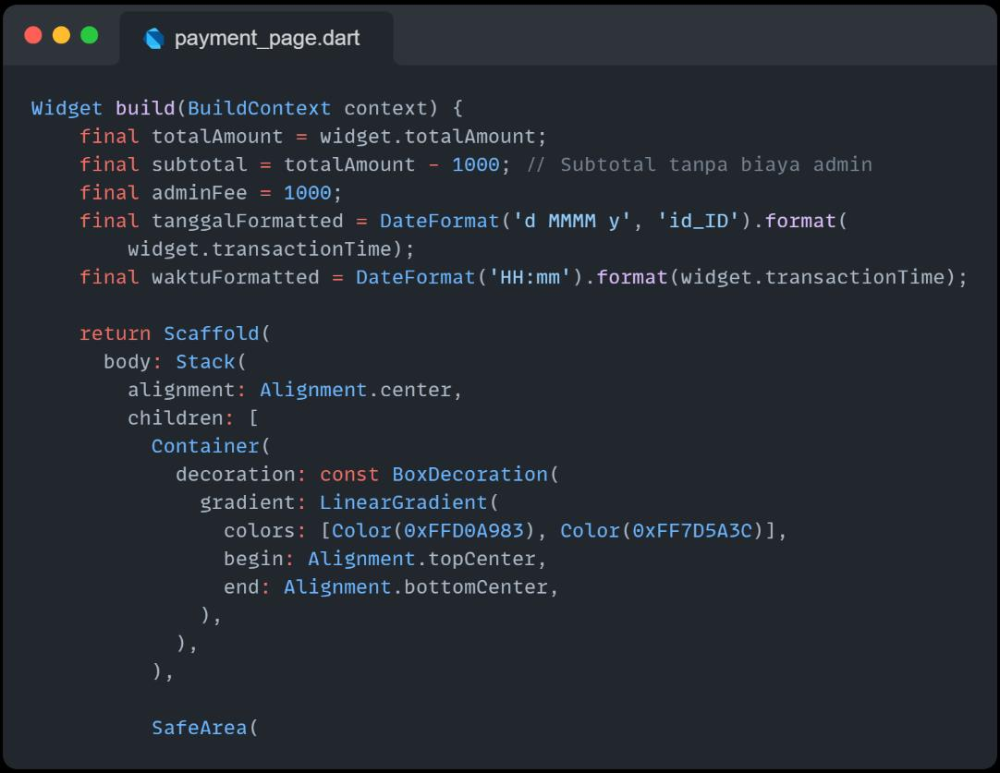 payment_page.dart
Widget build(BuildContext context) {
    final totalAmount = widget.totalAmount;
    final subtotal = totalAmount - 1000; // Subtotal tanpa biaya admin
    final adminFee = 1000;
    final tanggalFormatted = DateFormat('d MMMM y', 'id_ID').format(
        widget.transactionTime);
    final waktuFormatted = DateFormat('HH:mm').format(widget.transactionTime);

    return Scaffold(
      body: Stack(
        alignment: Alignment.center,
        children: [
          Container(
            decoration: const BoxDecoration(
              gradient: LinearGradient(
                colors: [Color(0xFFD0A983), Color(0xFF7D5A3C)],
                begin: Alignment.topCenter,
                end: Alignment.bottomCenter,
              ),
            ),
          ),

          SafeArea(